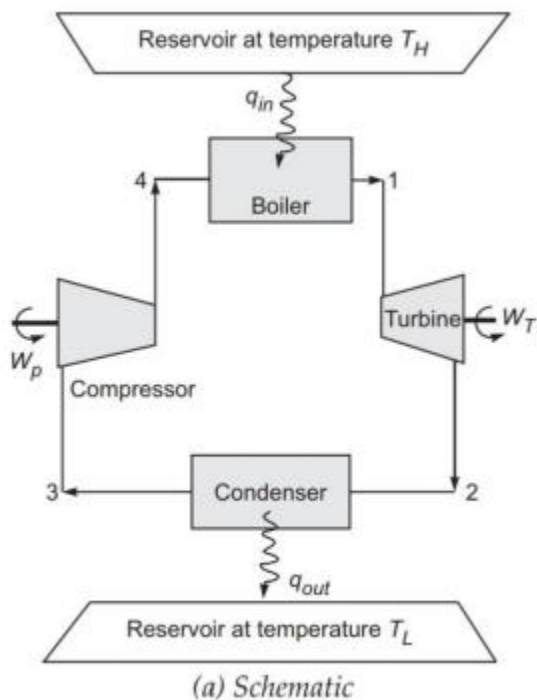 Reservoir at temperature T_H
q_in
4
1
Boiler
Turbine
W_T
W_p
Compressor
3
Condenser
2
q_out
Reservoir at temperature T_L
(a) Schematic